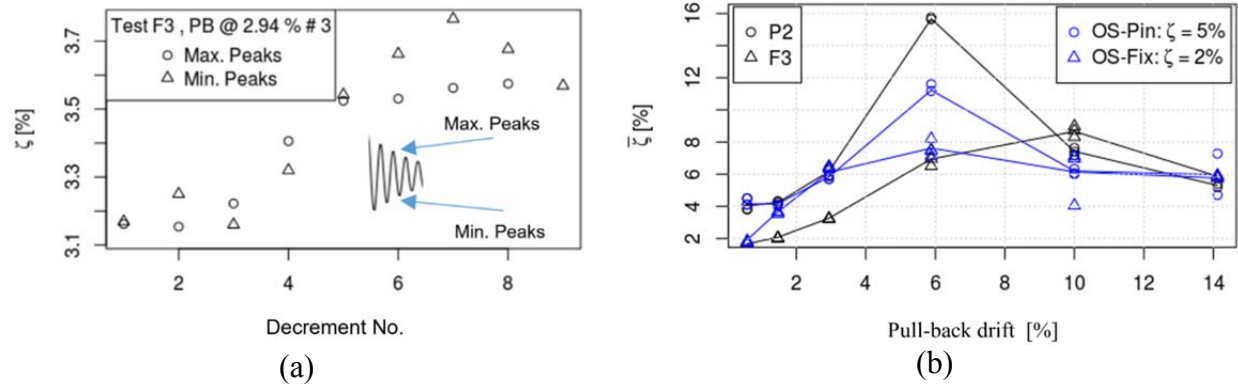 Test F3 , PB @ 2.94 % # 3
Max. Peaks
Min. Peaks
ζ [%]
3.7
3.5
3.3
3.1
Max. Peaks
Min. Peaks
2 4 6 8
Decrement No.
(a)
P2
F3
OS-Pin: ζ = 5%
OS-Fix: ζ = 2%
ζ̅ [%]
16
12
8
6
4
2
2 4 6 8 10 12 14
Pull-back drift [%]
(b)